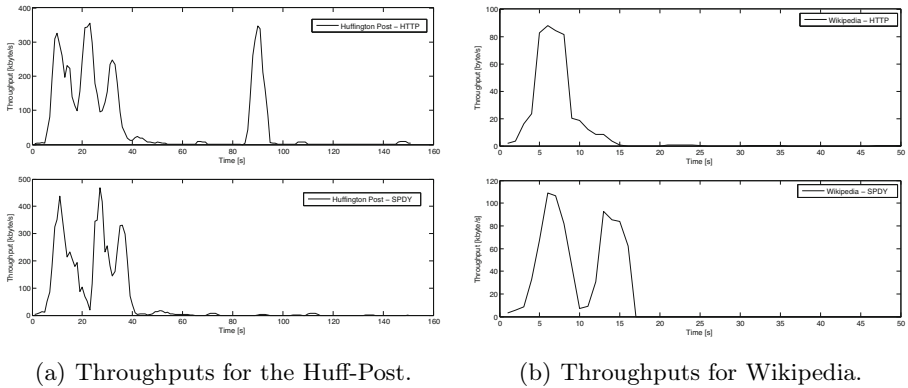 400
300
200
100
0
Throughput [kbyte/s]
Huffington Post – HTTP
0 20 40 60 80 100 120 140 160
Time [s]
500
400
300
200
100
0
Throughput [kbyte/s]
Huffington Post – SPDY
0 20 40 60 80 100 120 140 160
Time [s]
(a) Throughputs for the Huff-Post.
100
80
60
40
20
0
Throughput [byte/s]
Wikipedia – HTTP
0 5 10 15 20 25 30 35 40 45 50
Time [s]
120
100
80
60
40
20
0
Throughput [kbyte/s]
Wikipedia – SPDY
0 5 10 15 20 25 30 35 40 45 50
Time [s]
(b) Throughputs for Wikipedia.